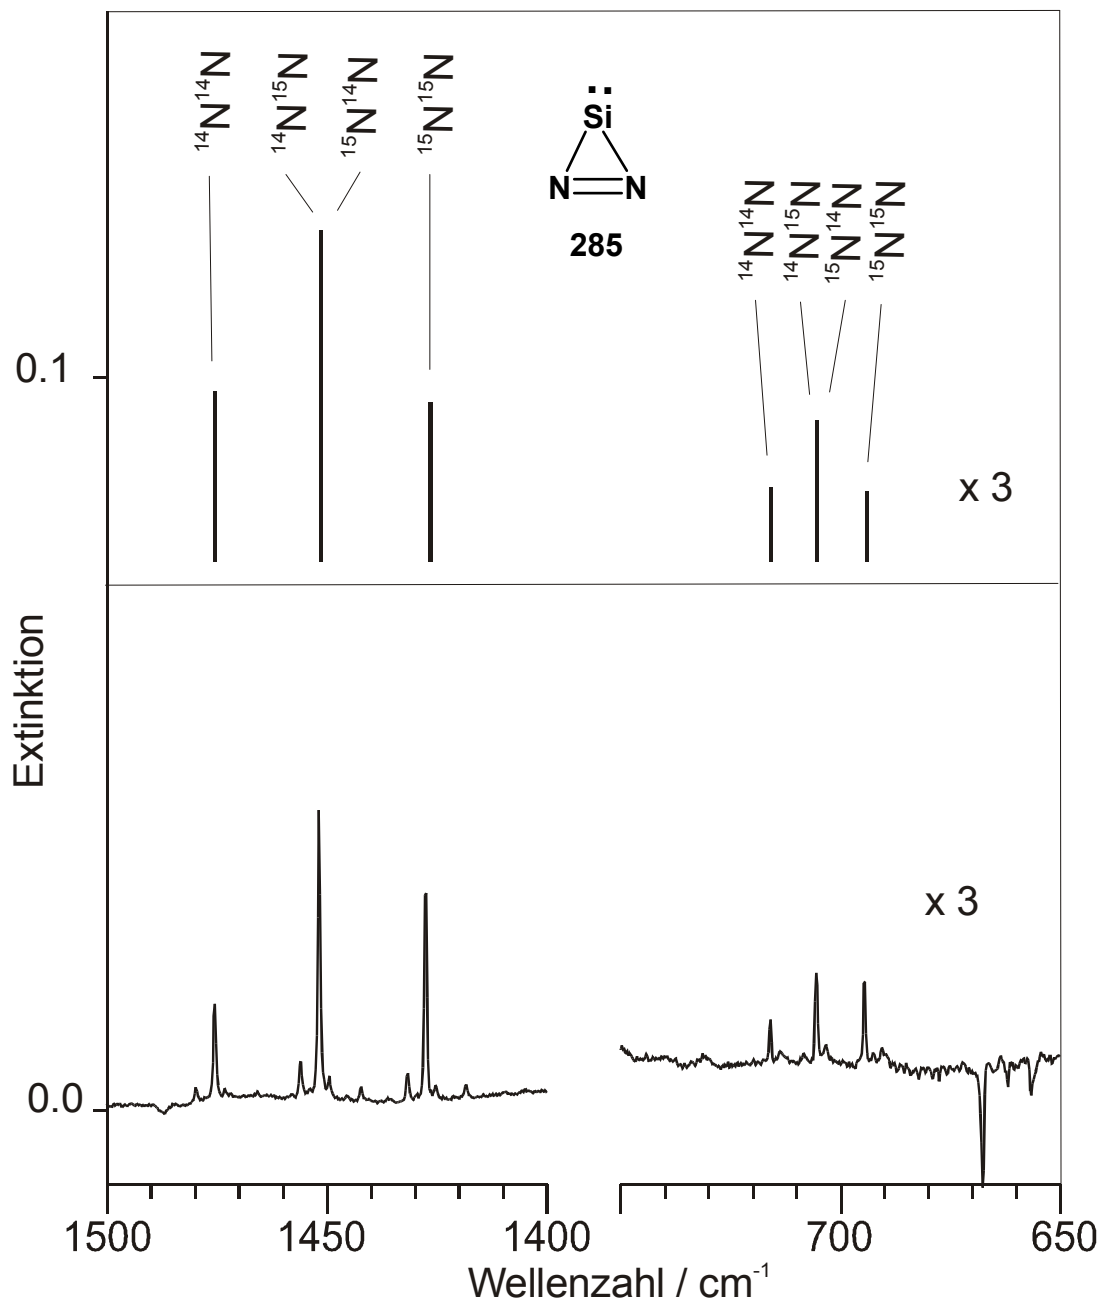 ¹⁴N¹⁴N
¹⁴N¹⁵N
¹⁵N¹⁴N
¹⁵N¹⁵N
Si
N N
285
¹⁴N¹⁴N
¹⁴N¹⁵N
¹⁵N¹⁴N
¹⁵N¹⁵N
0.1
x 3
Extinktion
x 3
0.0
1500 1450 1400 700 650
Wellenzahl / cm⁻¹